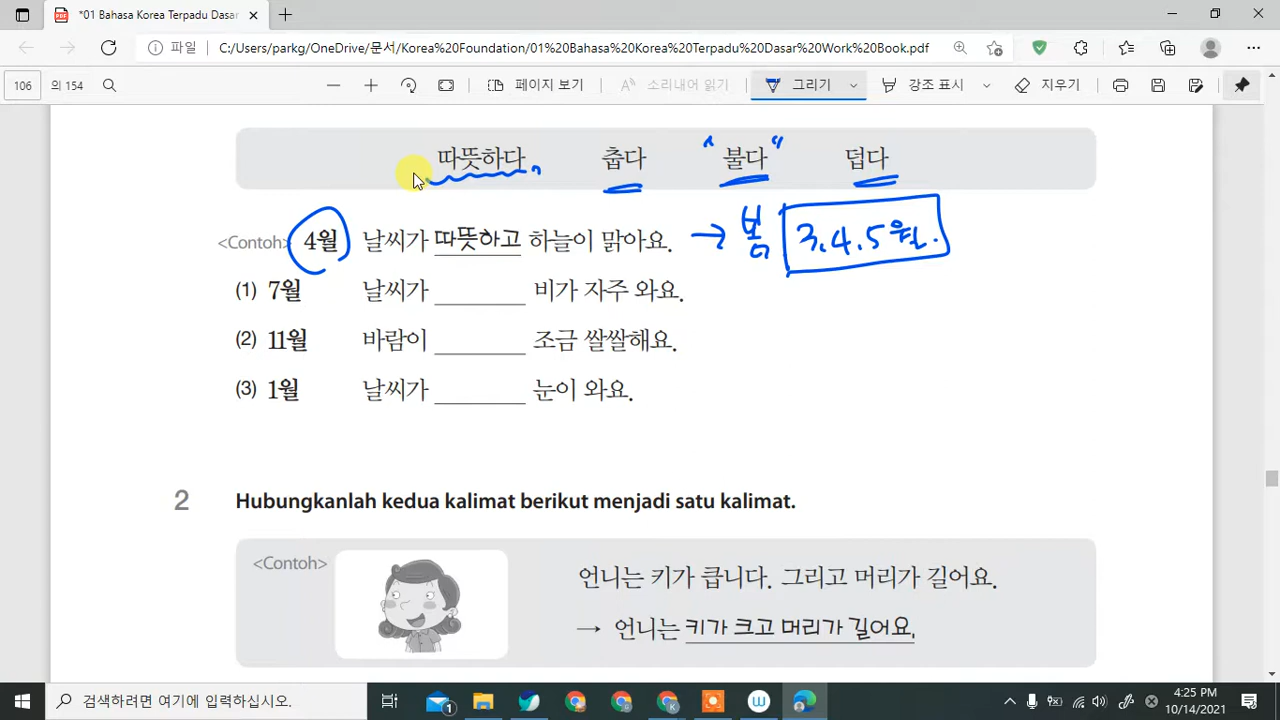 *01 Bahasa Korea Terpadu Dasar
파일 C:/Users/parkg/OneDrive/문서/Korea%20Foundation/01%20Bahasa%20Korea%20Terpadu%20Dasar%20Work%20Book.pdf
106 의 154 페이지 보기 소리내어 읽기 그리기 강조 표시 지우기
따뜻하다 춥다 “불다” 덥다
<Contoh> 4월 날씨가 따뜻하고 하늘이 맑아요. → 봄 3.4.5월.
(1) 7월 날씨가 ________ 비가 자주 와요.
(2) 11월 바람이 ________ 조금 쌀쌀해요.
(3) 1월 날씨가 ________ 눈이 와요.
2 Hubungkanlah kedua kalimat berikut menjadi satu kalimat.
<Contoh> 언니는 키가 큽니다. 그리고 머리가 길어요.
→ 언니는 키가 크고 머리가 길어요.
검색하려면 여기에 입력하십시오.
4:25 PM
10/14/2021